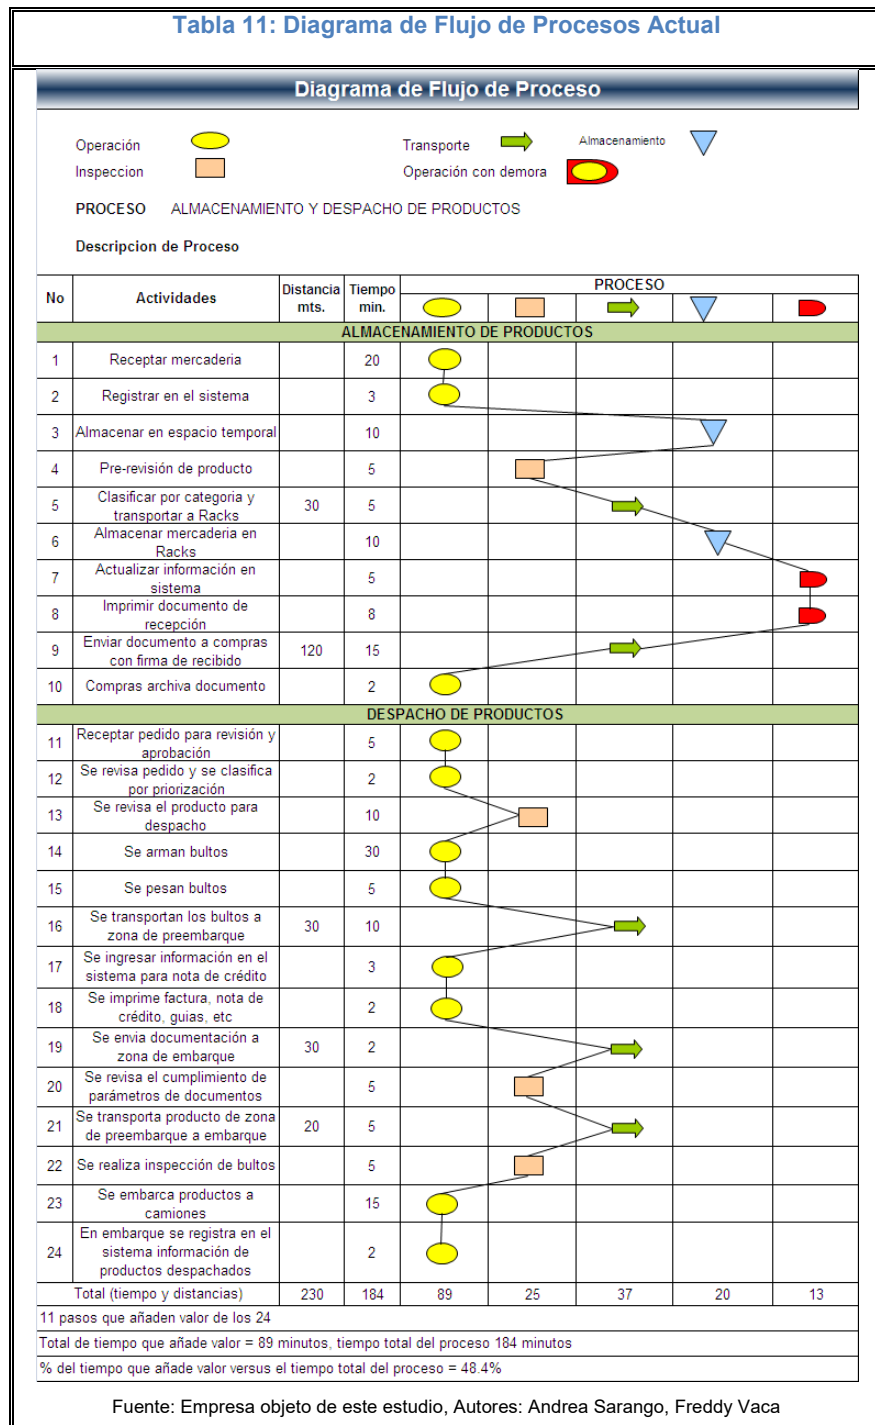 Tabla 11: Diagrama de Flujo de Procesos Actual
Diagrama de Flujo de Proceso
Operación Transporte Almacenamiento
Inspeccion Operación con demora
PROCESO ALMACENAMIENTO Y DESPACHO DE PRODUCTOS
Descripcion de Proceso
No Actividades Distancia mts. Tiempo min. PROCESO
ALMACENAMIENTO DE PRODUCTOS
1 Receptar mercaderia 20
2 Registrar en el sistema 3
3 Almacenar en espacio temporal 10
4 Pre-revisión de producto 5
5 Clasificar por categoria y transportar a Racks 30 5
6 Almacenar mercaderia en Racks 10
7 Actualizar información en sistema 5
8 Imprimir documento de recepción 8
9 Enviar documento a compras con firma de recibido 120 15
10 Compras archiva documento 2
DESPACHO DE PRODUCTOS
11 Receptar pedido para revisión y aprobación 5
12 Se revisa pedido y se clasifica por priorización 2
13 Se revisa el producto para despacho 10
14 Se arman bultos 30
15 Se pesan bultos 5
16 Se transportan los bultos a zona de preembarque 30 10
17 Se ingresar información en el sistema para nota de crédito 3
18 Se imprime factura, nota de crédito, guias, etc 2
19 Se envia documentación a zona de embarque 30 2
20 Se revisa el cumplimiento de parámetros de documentos 5
21 Se transporta producto de zona de preembarque a embarque 20 5
22 Se realiza inspección de bultos 5
23 Se embarca productos a camiones 15
24 En embarque se registra en el sistema información de productos despachados 2
Total (tiempo y distancias) 230 184 89 25 37 20 13
11 pasos que añaden valor de los 24
Total de tiempo que añade valor = 89 minutos, tiempo total del proceso 184 minutos
% del tiempo que añade valor versus el tiempo total del proceso = 48.4%
Fuente: Empresa objeto de este estudio, Autores: Andrea Sarango, Freddy Vaca